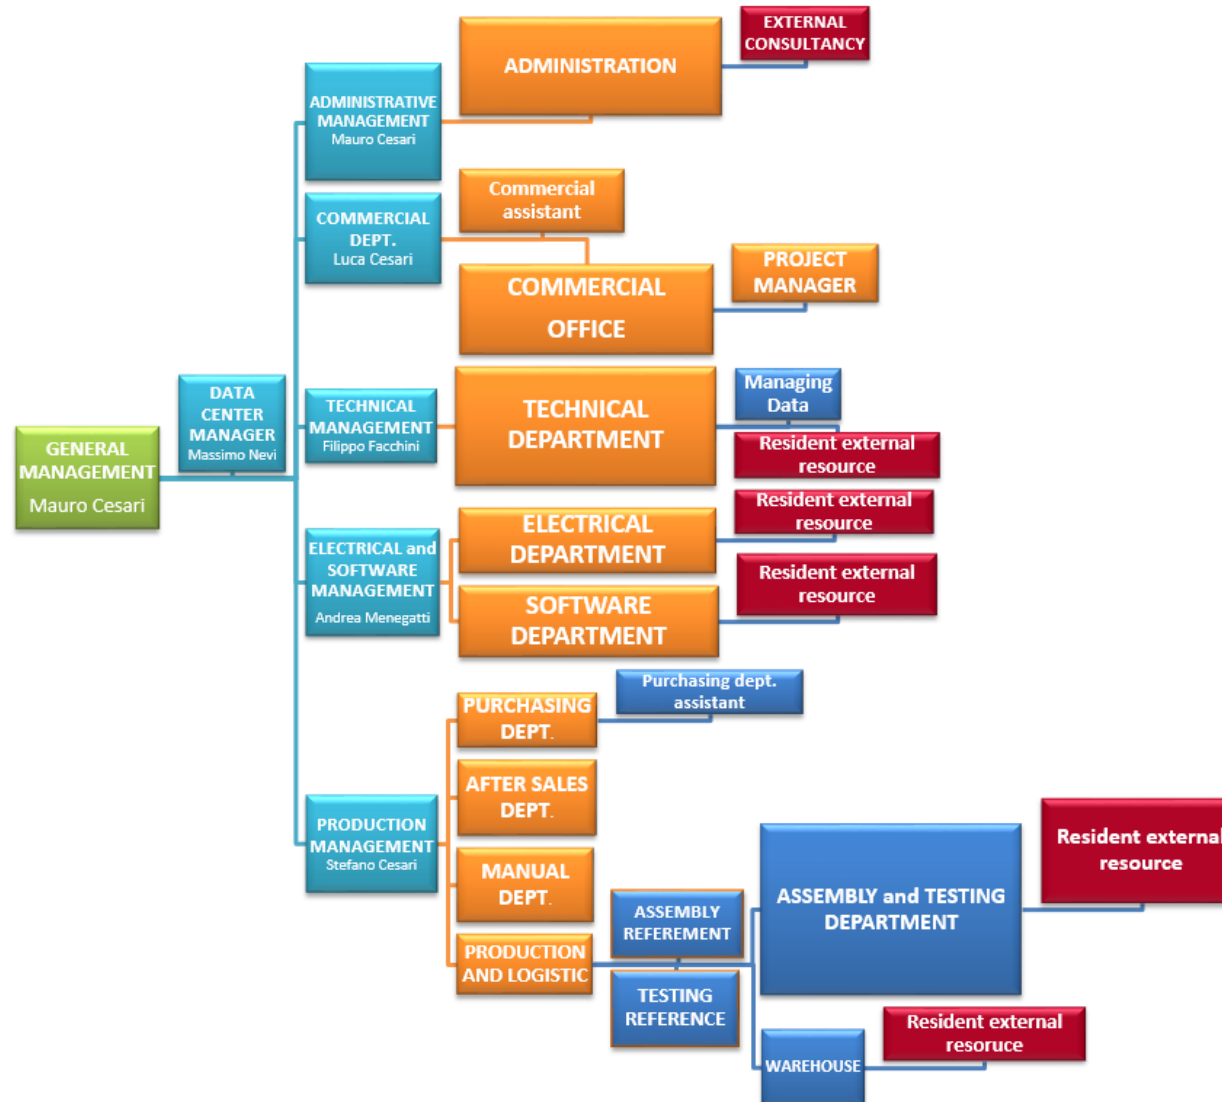 EXTERNAL
CONSULTANCY
ADMINISTRATION
ADMINISTRATIVE
MANAGEMENT
Mauro Cesari
Commercial
assistant
COMMERCIAL
DEPT.
Luca Cesari
PROJECT
MANAGER
COMMERCIAL
OFFICE
DATA
CENTER
MANAGER
Massimo Nevi
TECHNICAL
MANAGEMENT
Filippo Facchini
TECHNICAL
DEPARTMENT
Managing
Data
Resident external
resource
GENERAL
MANAGEMENT
Mauro Cesari
Resident external
resource
ELECTRICAL
DEPARTMENT
ELECTRICAL and
SOFTWARE
MANAGEMENT
Andrea Menegatti
Resident external
resource
SOFTWARE
DEPARTMENT
Purchasing dept.
assistant
PURCHASING
DEPT.
AFTER SALES
DEPT.
PRODUCTION
MANAGEMENT
Stefano Cesari
MANUAL
DEPT.
Resident external
resource
ASSEMBLY and TESTING
DEPARTMENT
ASSEMBLY
REFEREMENT
PRODUCTION
AND LOGISTIC
TESTING
REFERENCE
Resident external
resoruce
WAREHOUSE